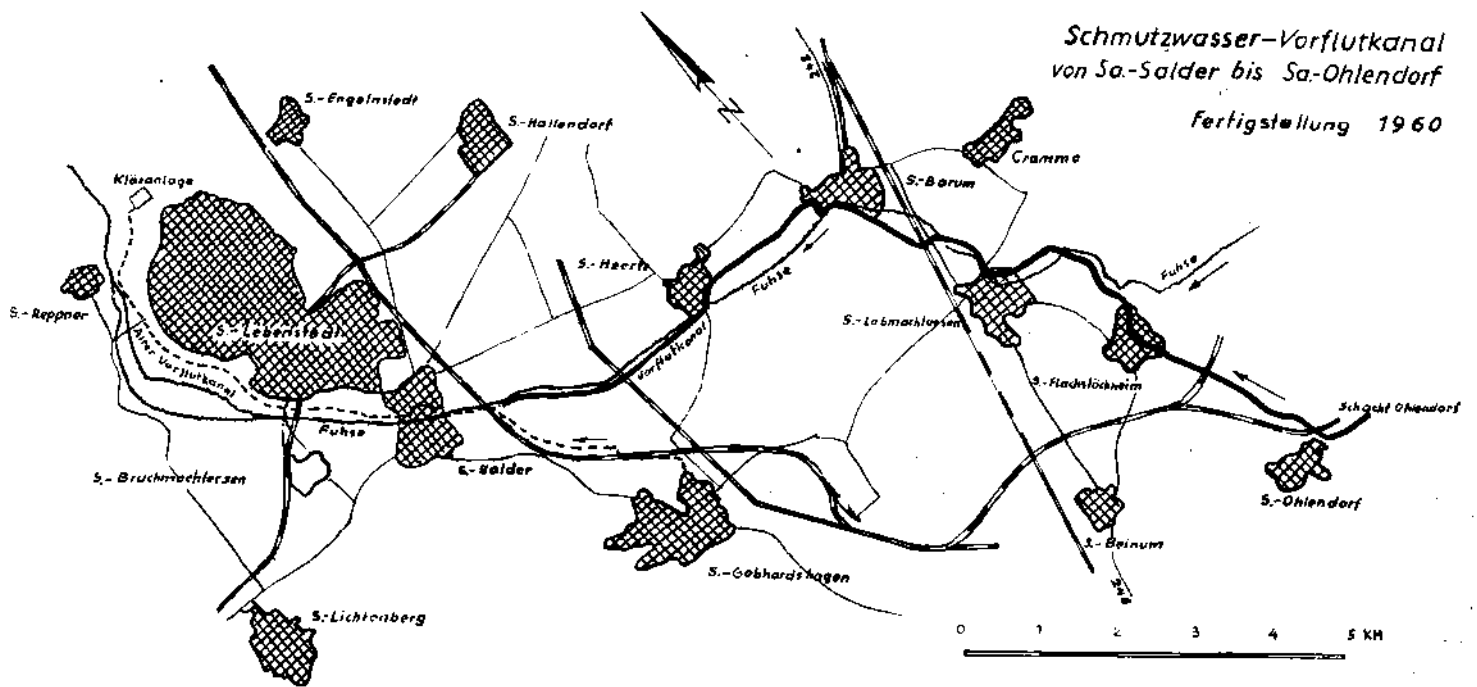 Schmutzwasser-Vorflutkanal
von Sa.-Salder bis Sa.-Ohlendorf
Fertigstellung 1960
S.-Engelnstedt
S.-Hallendorf
N
Cramme
Kläranlage
S.-Barum
S.-Heerte
Fuhse
Fuhse
S.-Reppner
S.-Lebenstedt
Alter Vorflutkanal
Vorflutkanal
S.-Lobmachtersen
S.-Flachstöckheim
Schacht Ohlendorf
Fuhse
S.-Bruchmachtersen
S.-Salder
S.-Ohlendorf
S.-Beinum
S.-Gebhardshagen
S.-Lichtenberg
248
0 1 2 3 4 5 KM